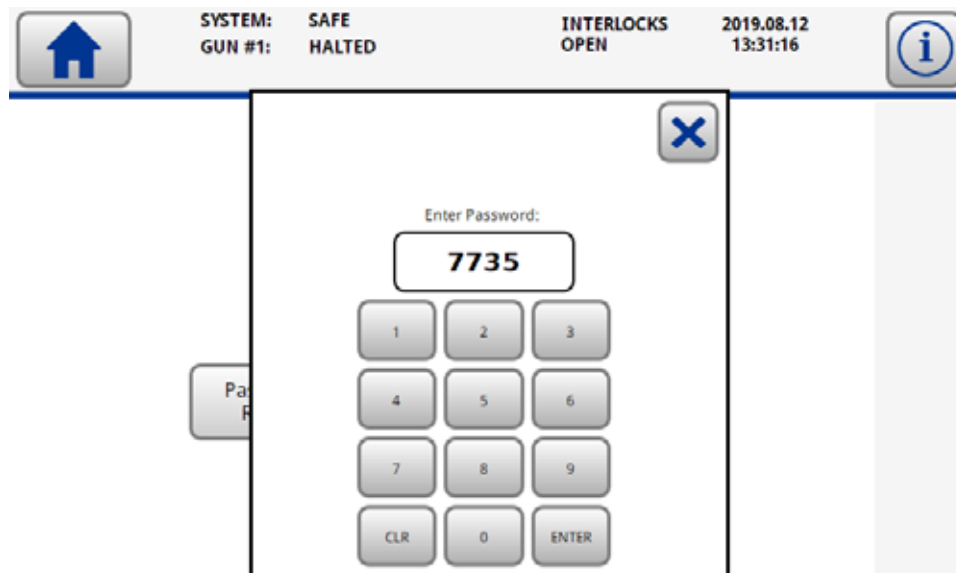 SYSTEM: SAFE
GUN #1: HALTED
INTERLOCKS
OPEN
2019.08.12
13:31:16
i
Enter Password:
7735
1 2 3
4 5 6
7 8 9
CLR 0 ENTER